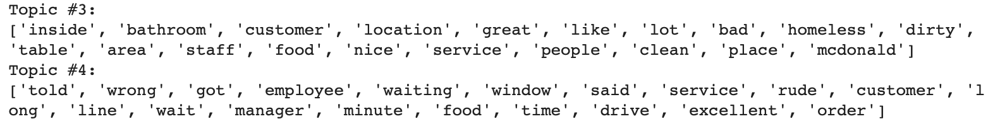 Topic #3:
['inside', 'bathroom', 'customer', 'location', 'great', 'like', 'lot', 'bad', 'homeless', 'dirty',
'table', 'area', 'staff', 'food', 'nice', 'service', 'people', 'clean', 'place', 'mcdonald']
Topic #4:
['told', 'wrong', 'got', 'employee', 'waiting', 'window', 'said', 'service', 'rude', 'customer', 'l
ong', 'line', 'wait', 'manager', 'minute', 'food', 'time', 'drive', 'excellent', 'order']